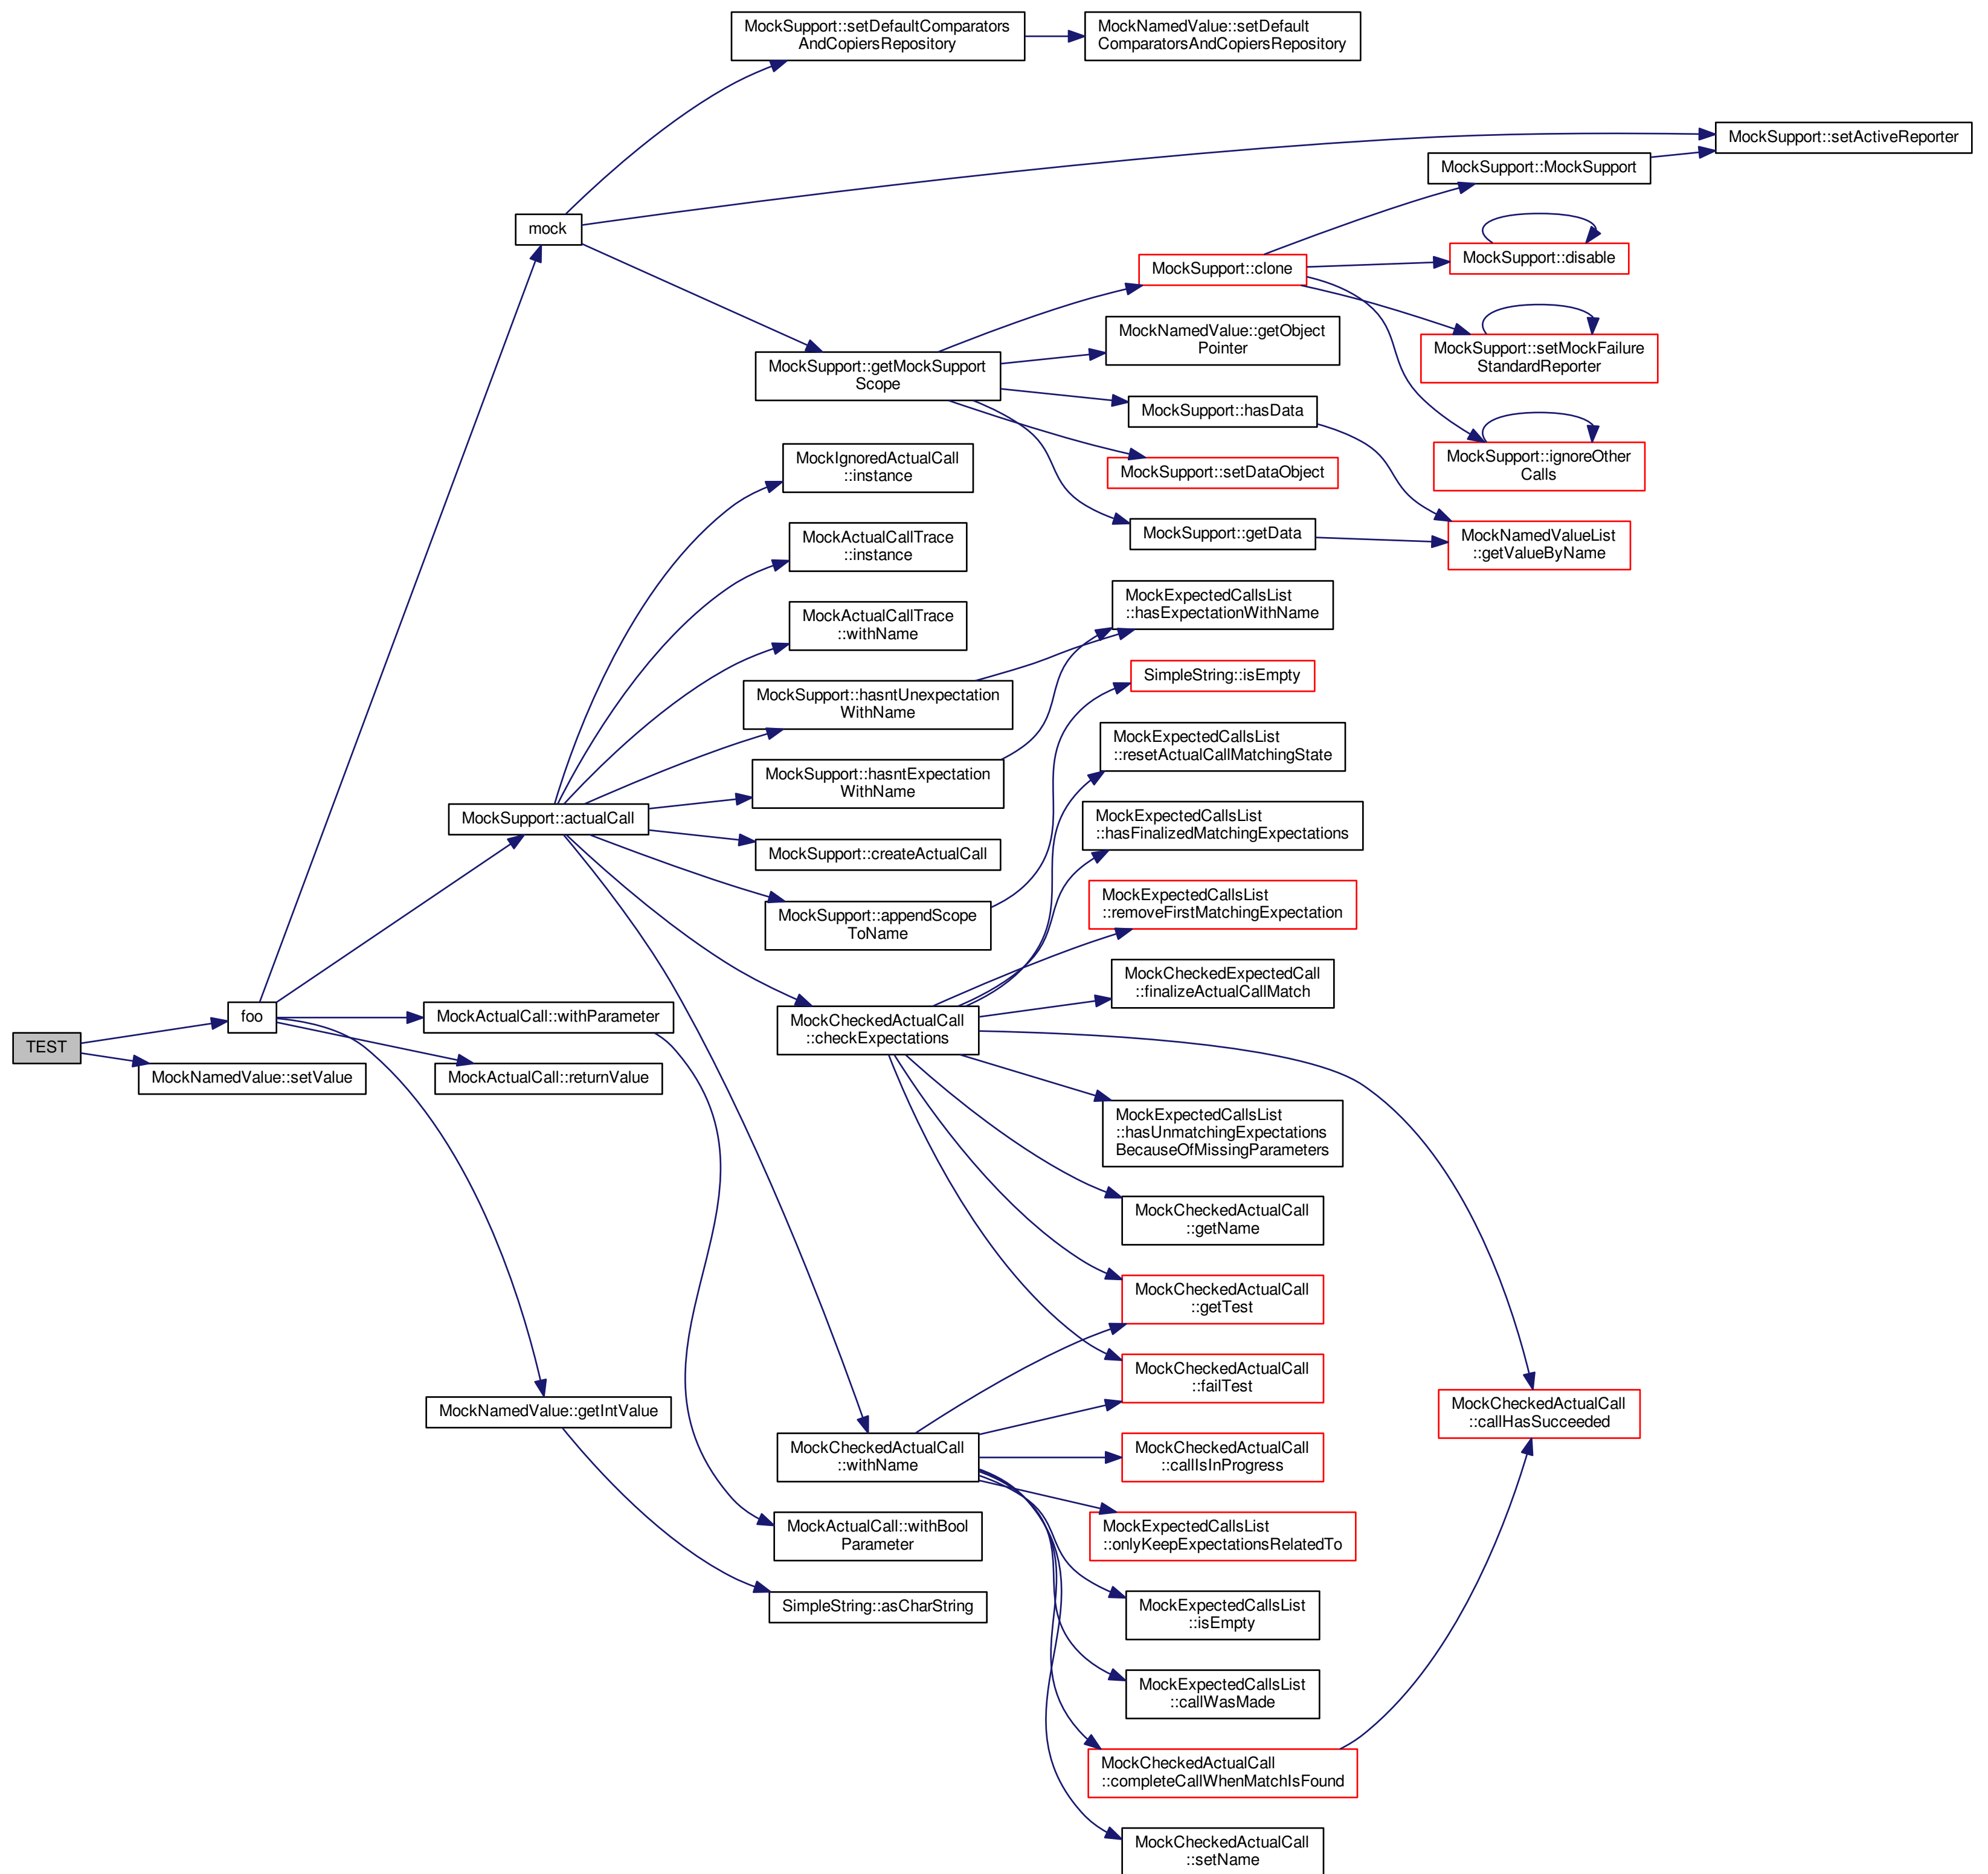 MockSupport::setDefaultComparators
AndCopiersRepository
MockNamedValue::setDefault
ComparatorsAndCopiersRepository
MockSupport::setActiveReporter
MockSupport::MockSupport
mock
MockSupport::disable
MockSupport::clone
MockNamedValue::getObject
Pointer
MockSupport::setMockFailure
StandardReporter
MockSupport::getMockSupport
Scope
MockSupport::hasData
MockSupport::ignoreOther
Calls
MockIgnoredActualCall
::instance
MockSupport::setDataObject
MockSupport::getData
MockNamedValueList
::getValueByName
MockActualCallTrace
::instance
MockExpectedCallsList
::hasExpectationWithName
MockActualCallTrace
::withName
SimpleString::isEmpty
MockSupport::hasntUnexpectation
WithName
MockExpectedCallsList
::resetActualCallMatchingState
MockSupport::hasntExpectation
WithName
MockSupport::actualCall
MockExpectedCallsList
::hasFinalizedMatchingExpectations
MockSupport::createActualCall
MockExpectedCallsList
::removeFirstMatchingExpectation
MockSupport::appendScope
ToName
MockCheckedExpectedCall
::finalizeActualCallMatch
foo
MockActualCall::withParameter
MockCheckedActualCall
::checkExpectations
TEST
MockNamedValue::setValue
MockActualCall::returnValue
MockExpectedCallsList
::hasUnmatchingExpectations
BecauseOfMissingParameters
MockCheckedActualCall
::getName
MockCheckedActualCall
::getTest
MockCheckedActualCall
::failTest
MockNamedValue::getIntValue
MockCheckedActualCall
::callHasSucceeded
MockCheckedActualCall
::withName
MockCheckedActualCall
::callIsInProgress
MockActualCall::withBool
Parameter
MockExpectedCallsList
::onlyKeepExpectationsRelatedTo
SimpleString::asCharString
MockExpectedCallsList
::isEmpty
MockExpectedCallsList
::callWasMade
MockCheckedActualCall
::completeCallWhenMatchIsFound
MockCheckedActualCall
::setName